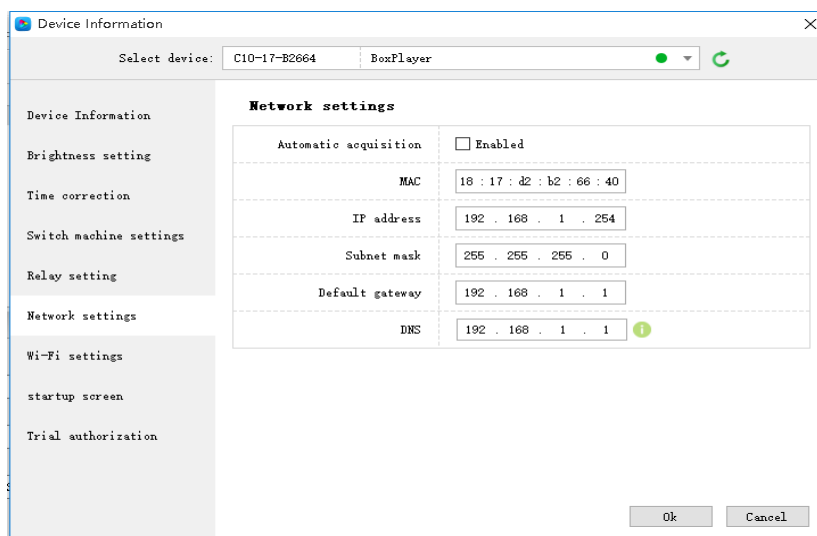 Device Information
Select device: C10-17-B2664 BoxPlayer
Device Information
Brightness setting
Time correction
Switch machine settings
Relay setting
Network settings
Wi-Fi settings
startup screen
Trial authorization
Network settings
Automatic acquisition Enabled
MAC 18 : 17 : d2 : b2 : 66 : 40
IP address 192 . 168 . 1 . 254
Subnet mask 255 . 255 . 255 . 0
Default gateway 192 . 168 . 1 . 1
DNS 192 . 168 . 1 . 1
Ok Cancel